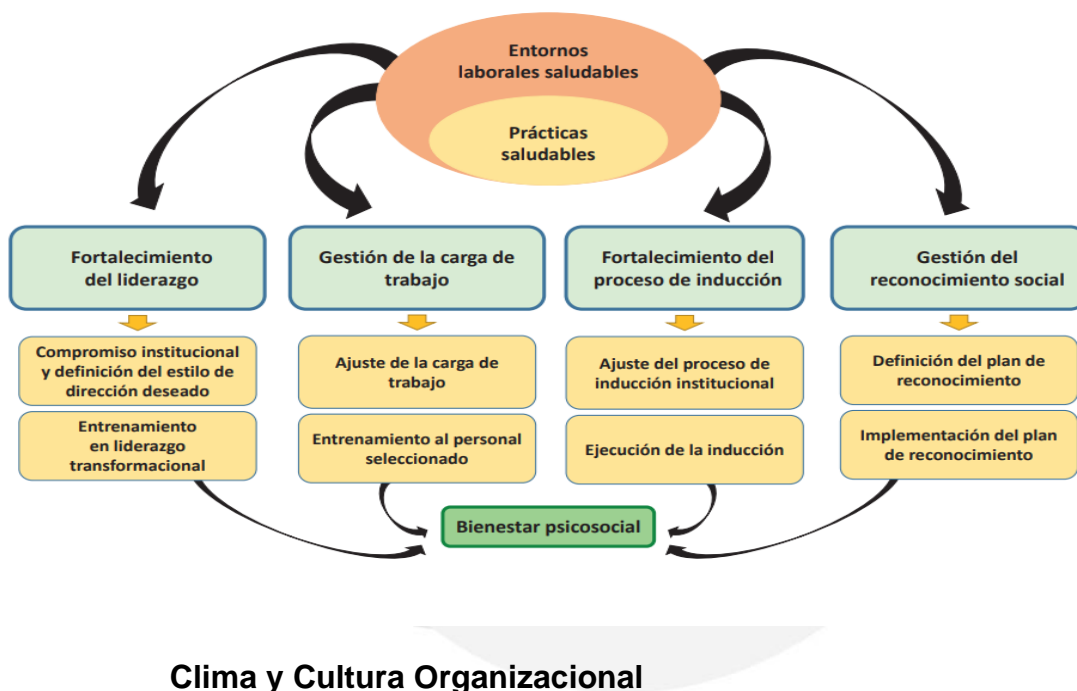 Entornos
laborales saludables
Prácticas
saludables
Fortalecimiento
del liderazgo
Gestión de la carga de
trabajo
Fortalecimiento del
proceso de inducción
Gestión del
reconocimiento social
Compromiso institucional
y definición del estilo de
dirección deseado
Ajuste de la carga de
trabajo
Ajuste del proceso de
inducción institucional
Definición del plan de
reconocimiento
Entrenamiento
en liderazgo
transformacional
Entrenamiento al personal
seleccionado
Ejecución de la inducción
Implementación del plan
de reconocimiento
Bienestar psicosocial
Clima y Cultura Organizacional